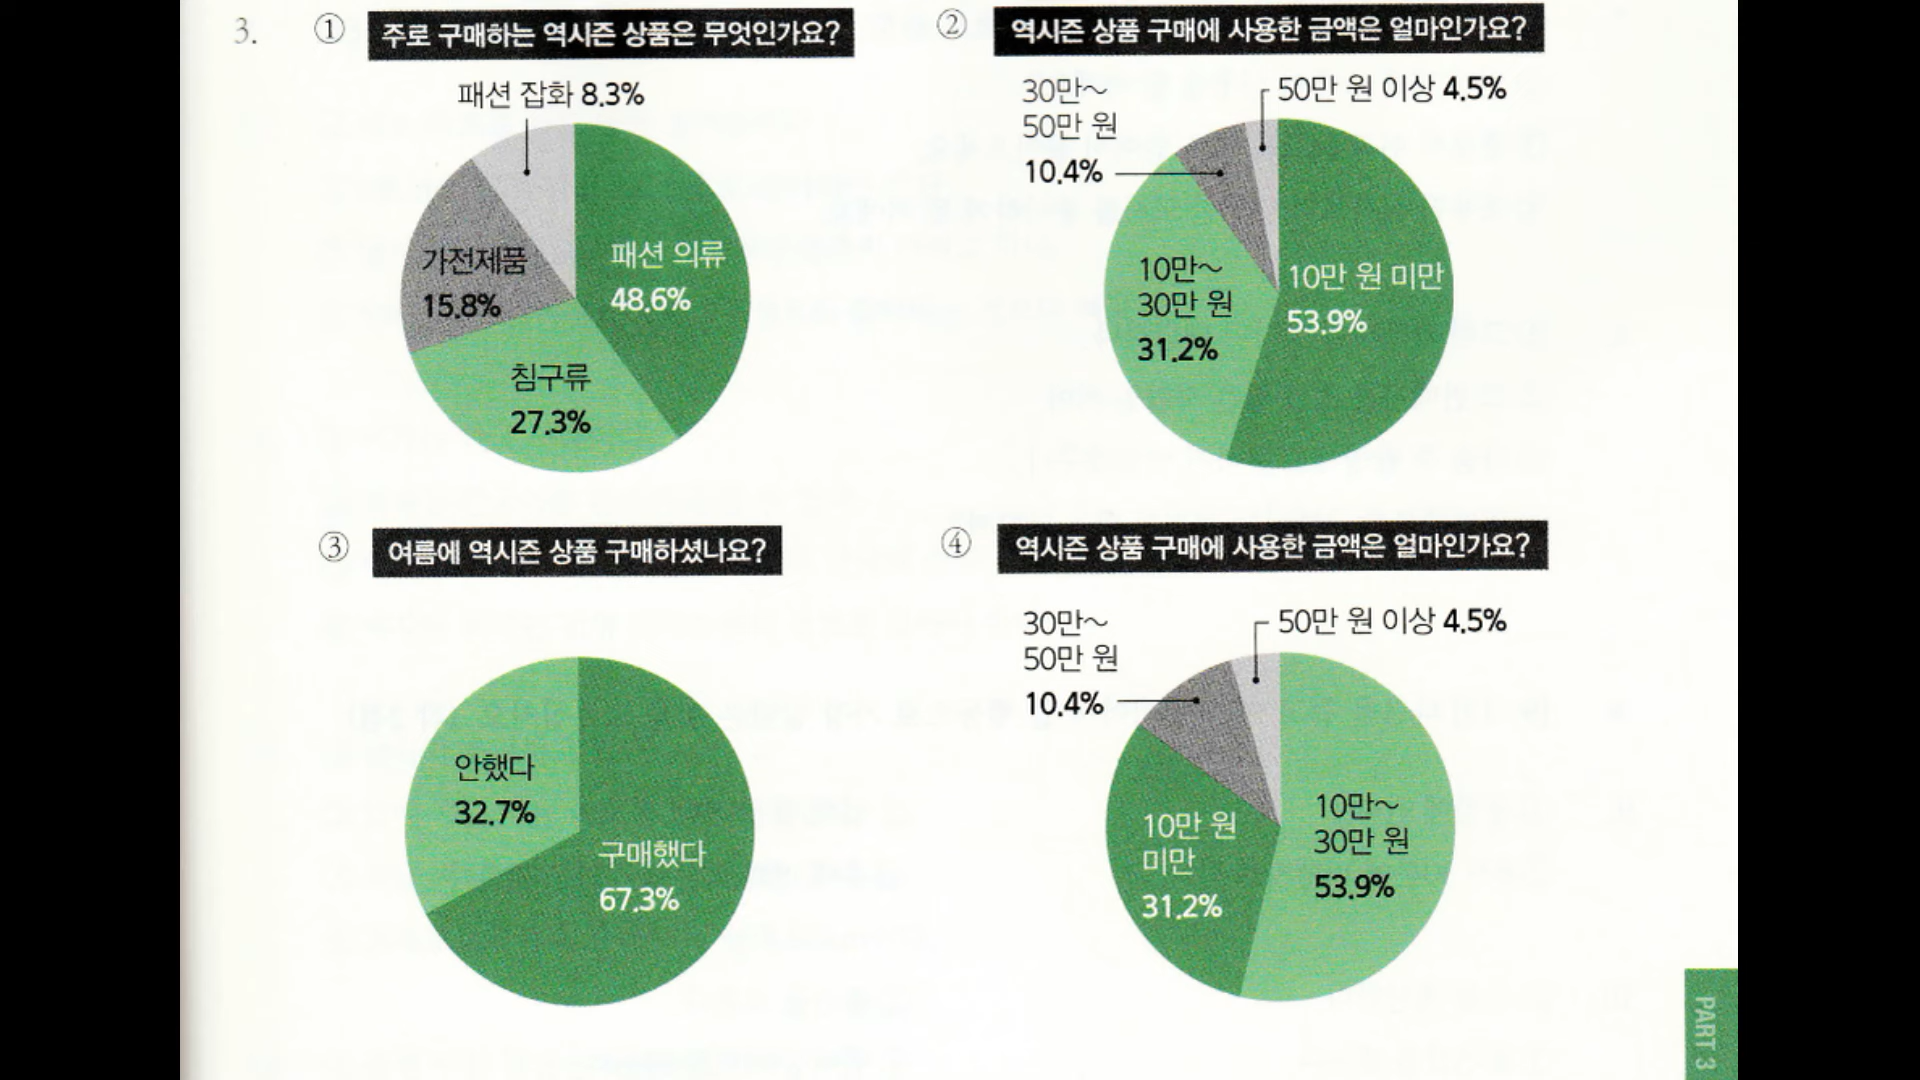 3.
① 주로 구매하는 역시즌 상품은 무엇인가요?
패션 잡화 8.3%
가전제품
15.8%
패션 의류
48.6%
침구류
27.3%
② 역시즌 상품 구매에 사용한 금액은 얼마인가요?
30만~
50만 원
10.4%
50만 원 이상 4.5%
10만~
30만 원
31.2%
10만 원 미만
53.9%
③ 여름에 역시즌 상품 구매하셨나요?
안했다
32.7%
구매했다
67.3%
④ 역시즌 상품 구매에 사용한 금액은 얼마인가요?
30만~
50만 원
10.4%
50만 원 이상 4.5%
10만 원
미만
31.2%
10만~
30만 원
53.9%
PART 3